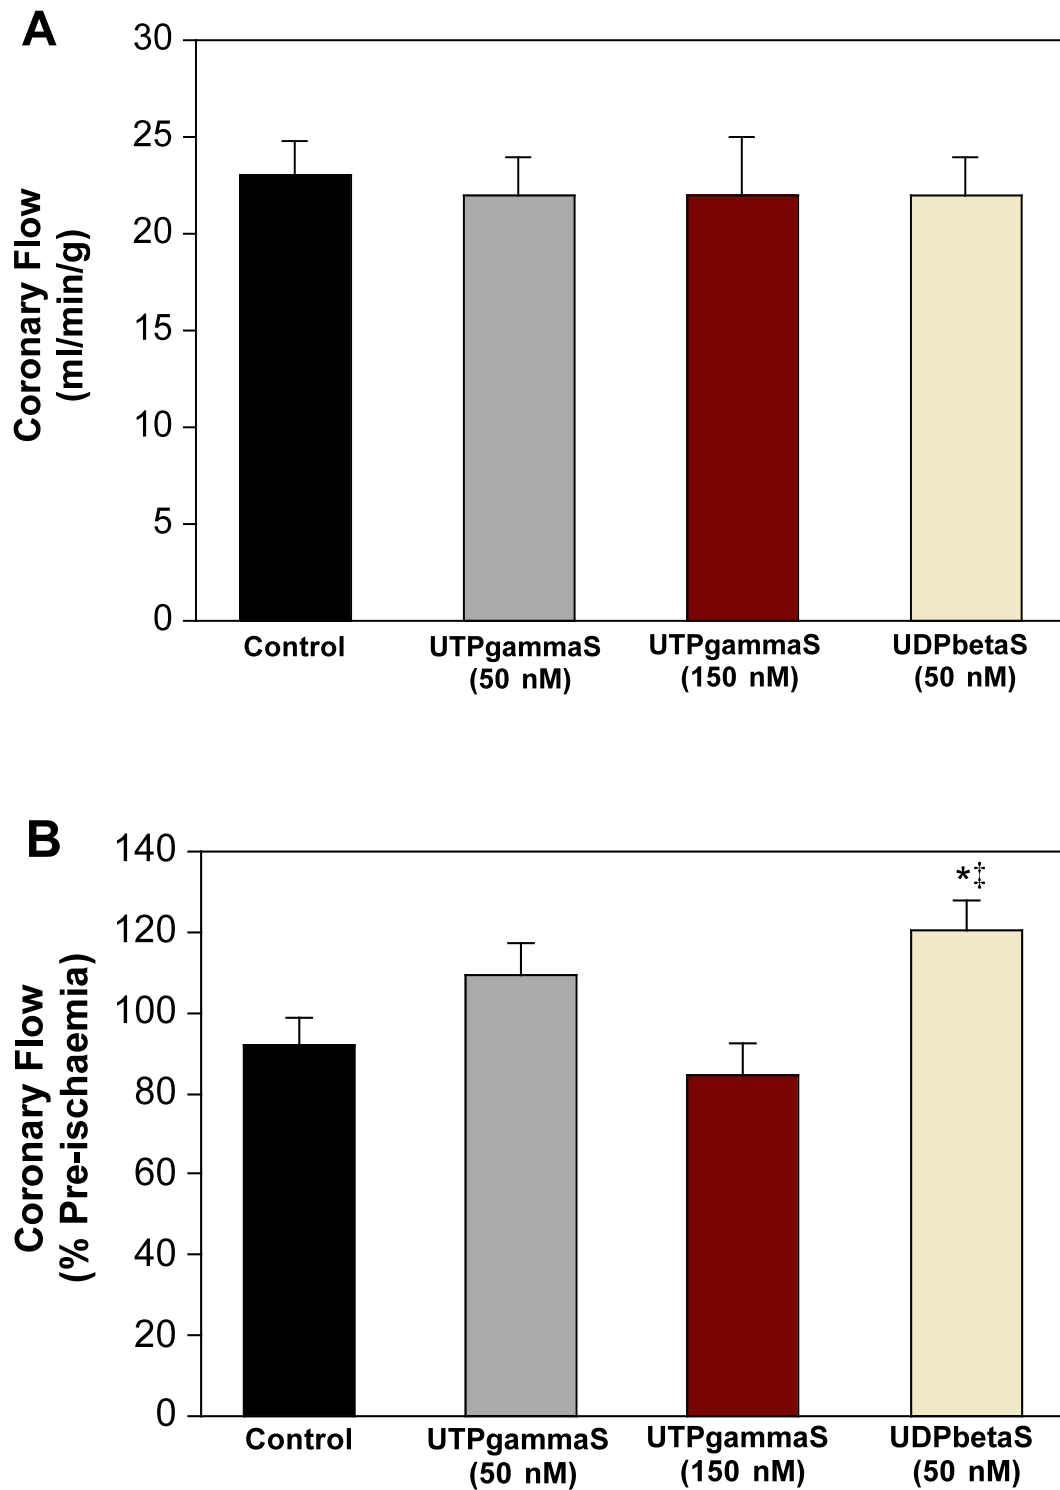 A
Coronary Flow
(ml/min/g)
30
25
20
15
10
5
0
Control
UTPgammaS
(50 nM)
UTPgammaS
(150 nM)
UDPbetaS
(50 nM)
B
Coronary Flow
(% Pre-ischaemia)
140
120
100
80
60
40
20
0
*‡
Control
UTPgammaS
(50 nM)
UTPgammaS
(150 nM)
UDPbetaS
(50 nM)